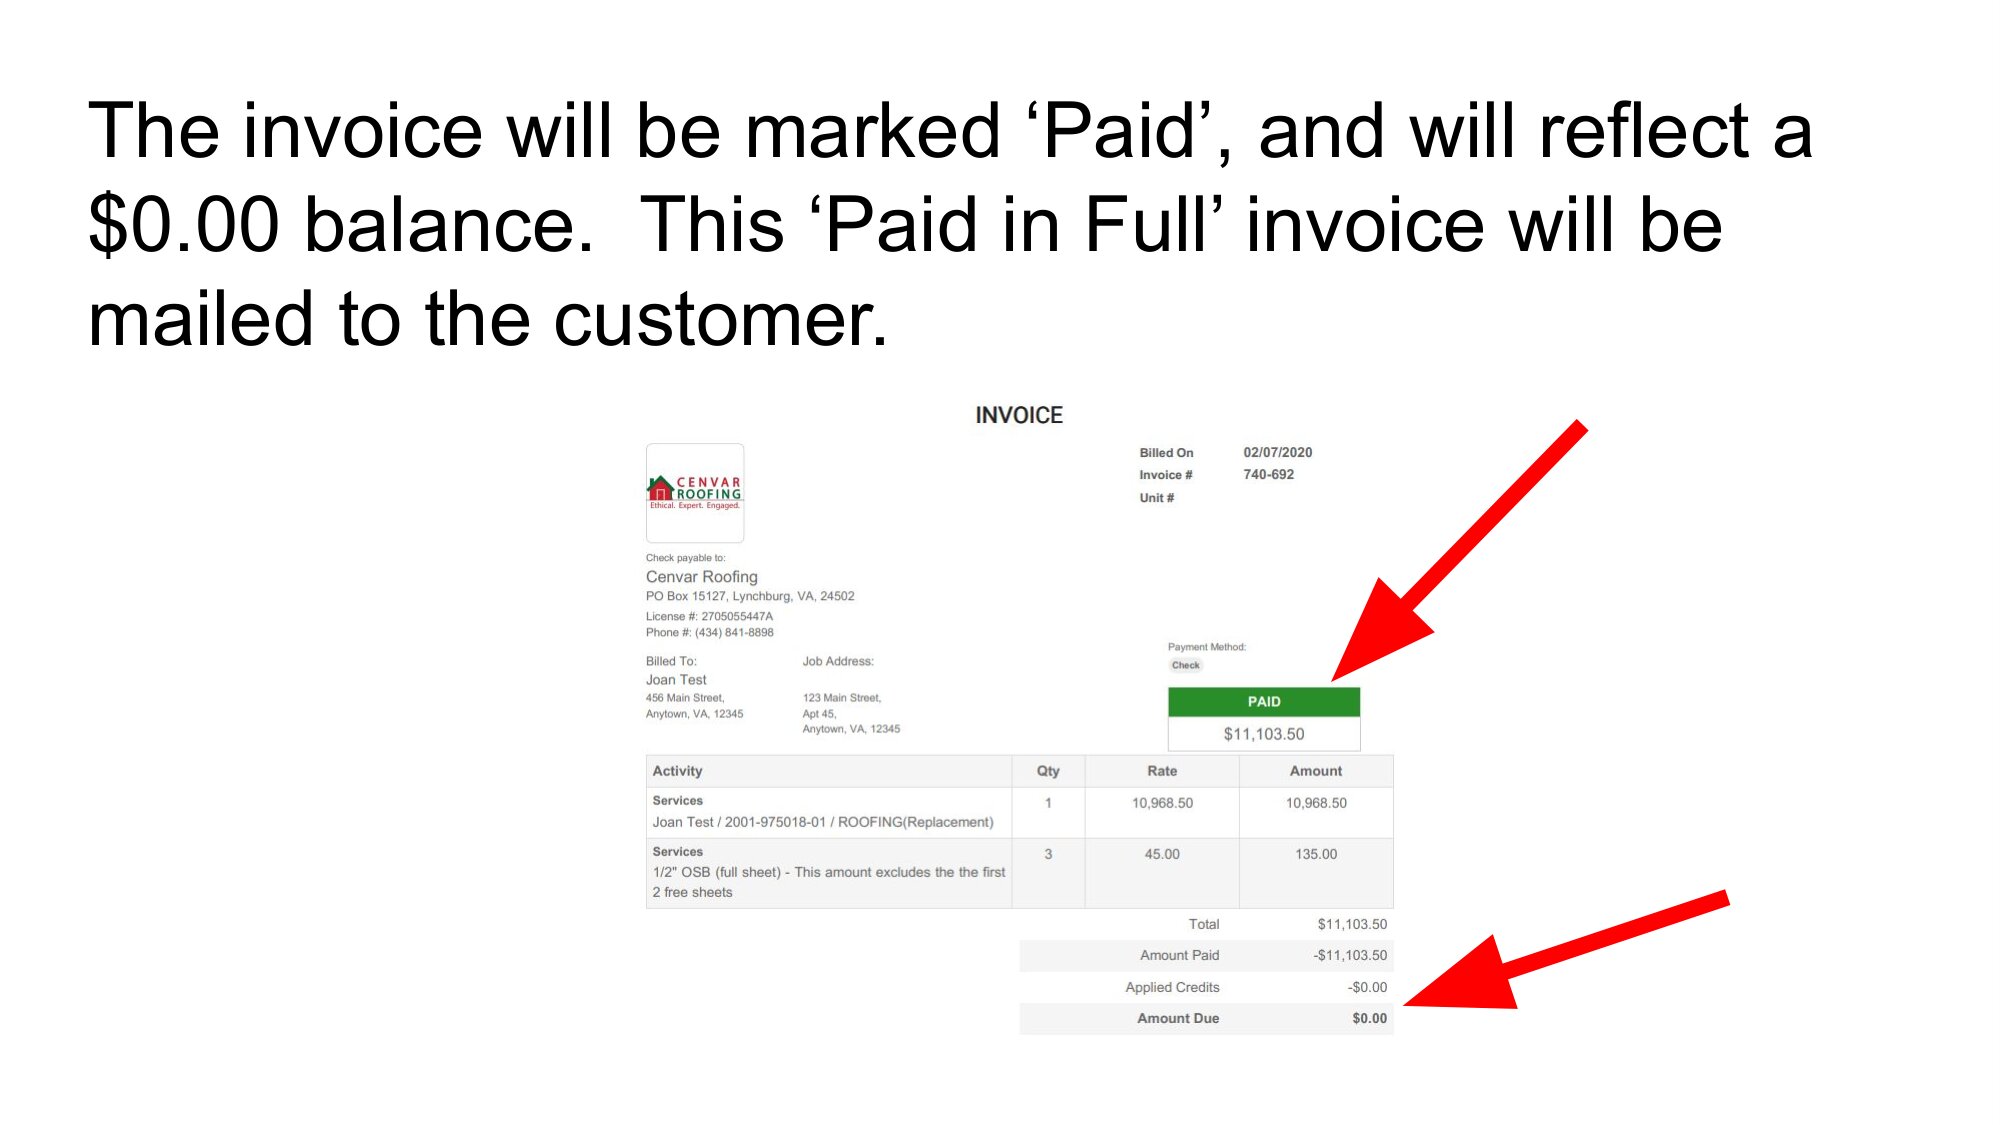 The invoice will be marked ‘Paid’, and will reflect a
$0.00 balance.  This ‘Paid in Full’ invoice will be
mailed to the customer.
INVOICE
CENVAR
ROOFING
Ethical. Expert. Engaged.
Billed On 02/07/2020
Invoice # 740-692
Unit #
Check payable to:
Cenvar Roofing
PO Box 15127, Lynchburg, VA, 24502
License #: 2705055447A
Phone #: (434) 841-8898
Billed To:
Joan Test
456 Main Street,
Anytown, VA, 12345
Job Address:
123 Main Street,
Apt 45,
Anytown, VA, 12345
Payment Method:
Check
PAID
$11,103.50
Activity Qty Rate Amount
Services 1 10,968.50 10,968.50
Joan Test / 2001-975018-01 / ROOFING(Replacement)
Services 3 45.00 135.00
1/2" OSB (full sheet) - This amount excludes the the first
2 free sheets
Total $11,103.50
Amount Paid -$11,103.50
Applied Credits -$0.00
Amount Due $0.00